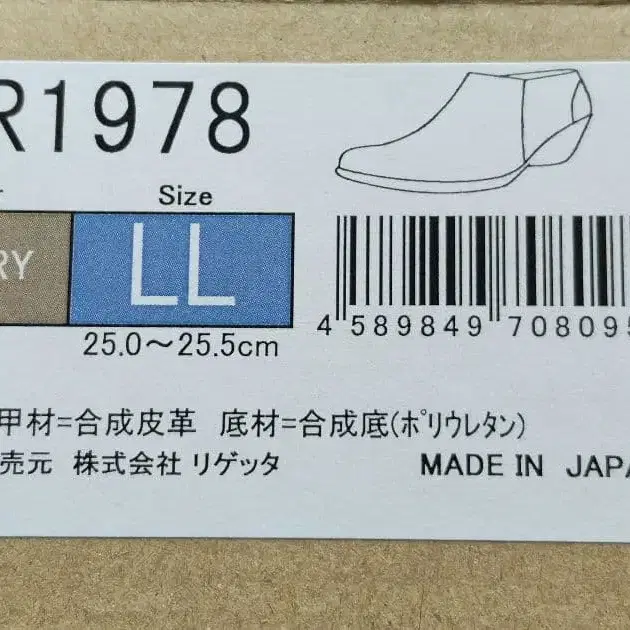 R1978
Size
RY
LL
25.0～25.5cm
4 589849 708095
甲材=合成皮革 底材=合成底(ﾎﾟﾘｳﾚﾀﾝ)
売元 株式会社 リゲッタ
MADE IN JAPA